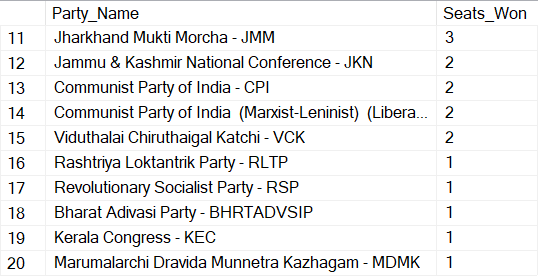 Party_Name Seats_Won
11 Jharkhand Mukti Morcha - JMM 3
12 Jammu & Kashmir National Conference - JKN 2
13 Communist Party of India - CPI 2
14 Communist Party of India (Marxist-Leninist) (Libera... 2
15 Viduthalai Chiruthaigal Katchi - VCK 2
16 Rashtriya Loktantrik Party - RLTP 1
17 Revolutionary Socialist Party - RSP 1
18 Bharat Adivasi Party - BHRTADVSIP 1
19 Kerala Congress - KEC 1
20 Marumalarchi Dravida Munnetra Kazhagam - MDMK 1